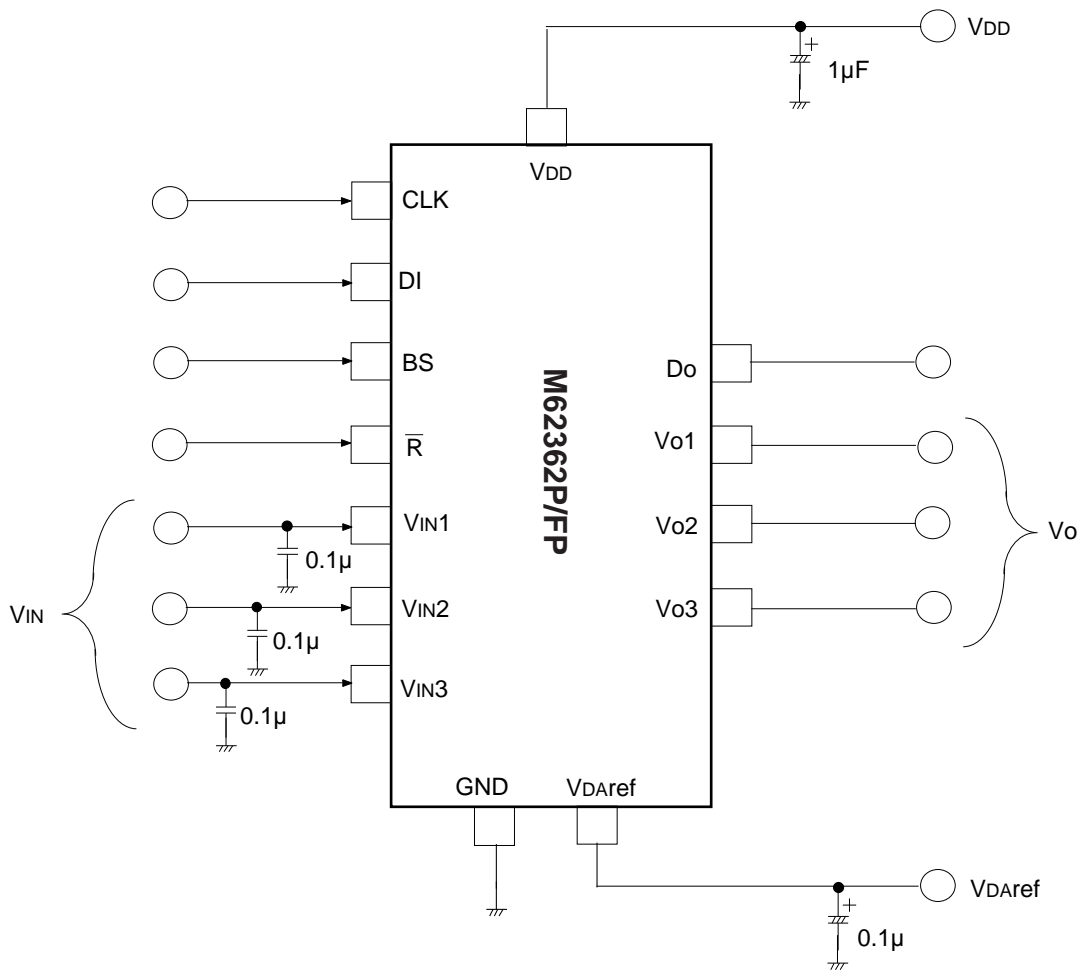 VDD
+
1µF
VDD
CLK
DI
BS
R̅
VIN1
0.1µ
VIN2
0.1µ
VIN3
0.1µ
VIN
M62362P/FP
Do
Vo1
Vo2
Vo3
Vo
GND
VDAref
VDAref
+
0.1µ